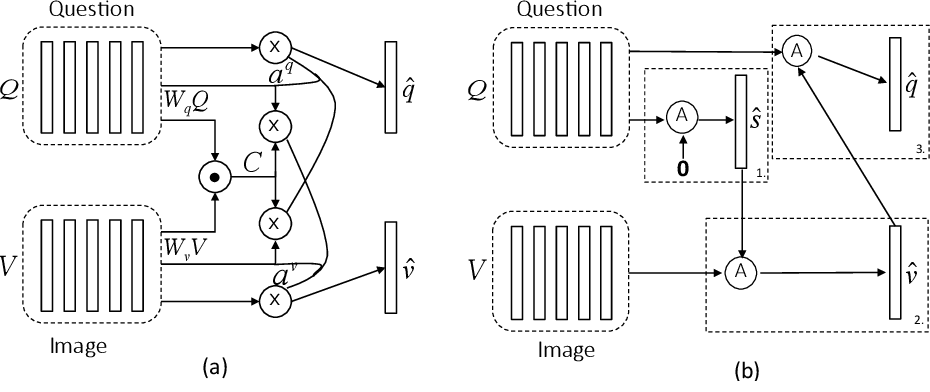 Question
Q
x
a^q
q̂
W_qQ
x
C
x
W_vV
V
a^v
v̂
x
Image
(a)
Question
A
q̂
Q
A
ŝ
3.
0
1.
V
A
v̂
2.
Image
(b)